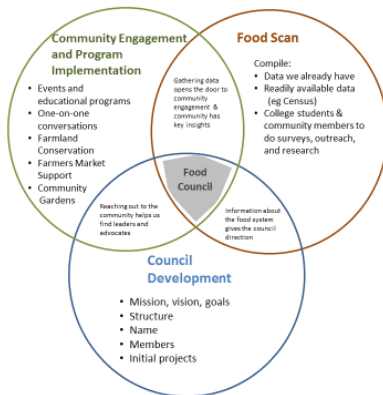 Community Engagement
and Program
Implementation
• Events and
educational programs
• One-on-one
conversations
• Farmland
Conservation
• Farmers Market
Support
• Community
Gardens
Gathering data
opens the door to
community
engagement &
community has
key insights
Food Scan
Compile:
• Data we already have
• Readily available data
(eg Census)
• College students &
community members to
do surveys, outreach,
and research
Food
Council
Reaching out to the
community helps us
find leaders and
advocates
Information about
the food system
gives the council
direction
Council
Development
• Mission, vision, goals
• Structure
• Name
• Members
• Initial projects